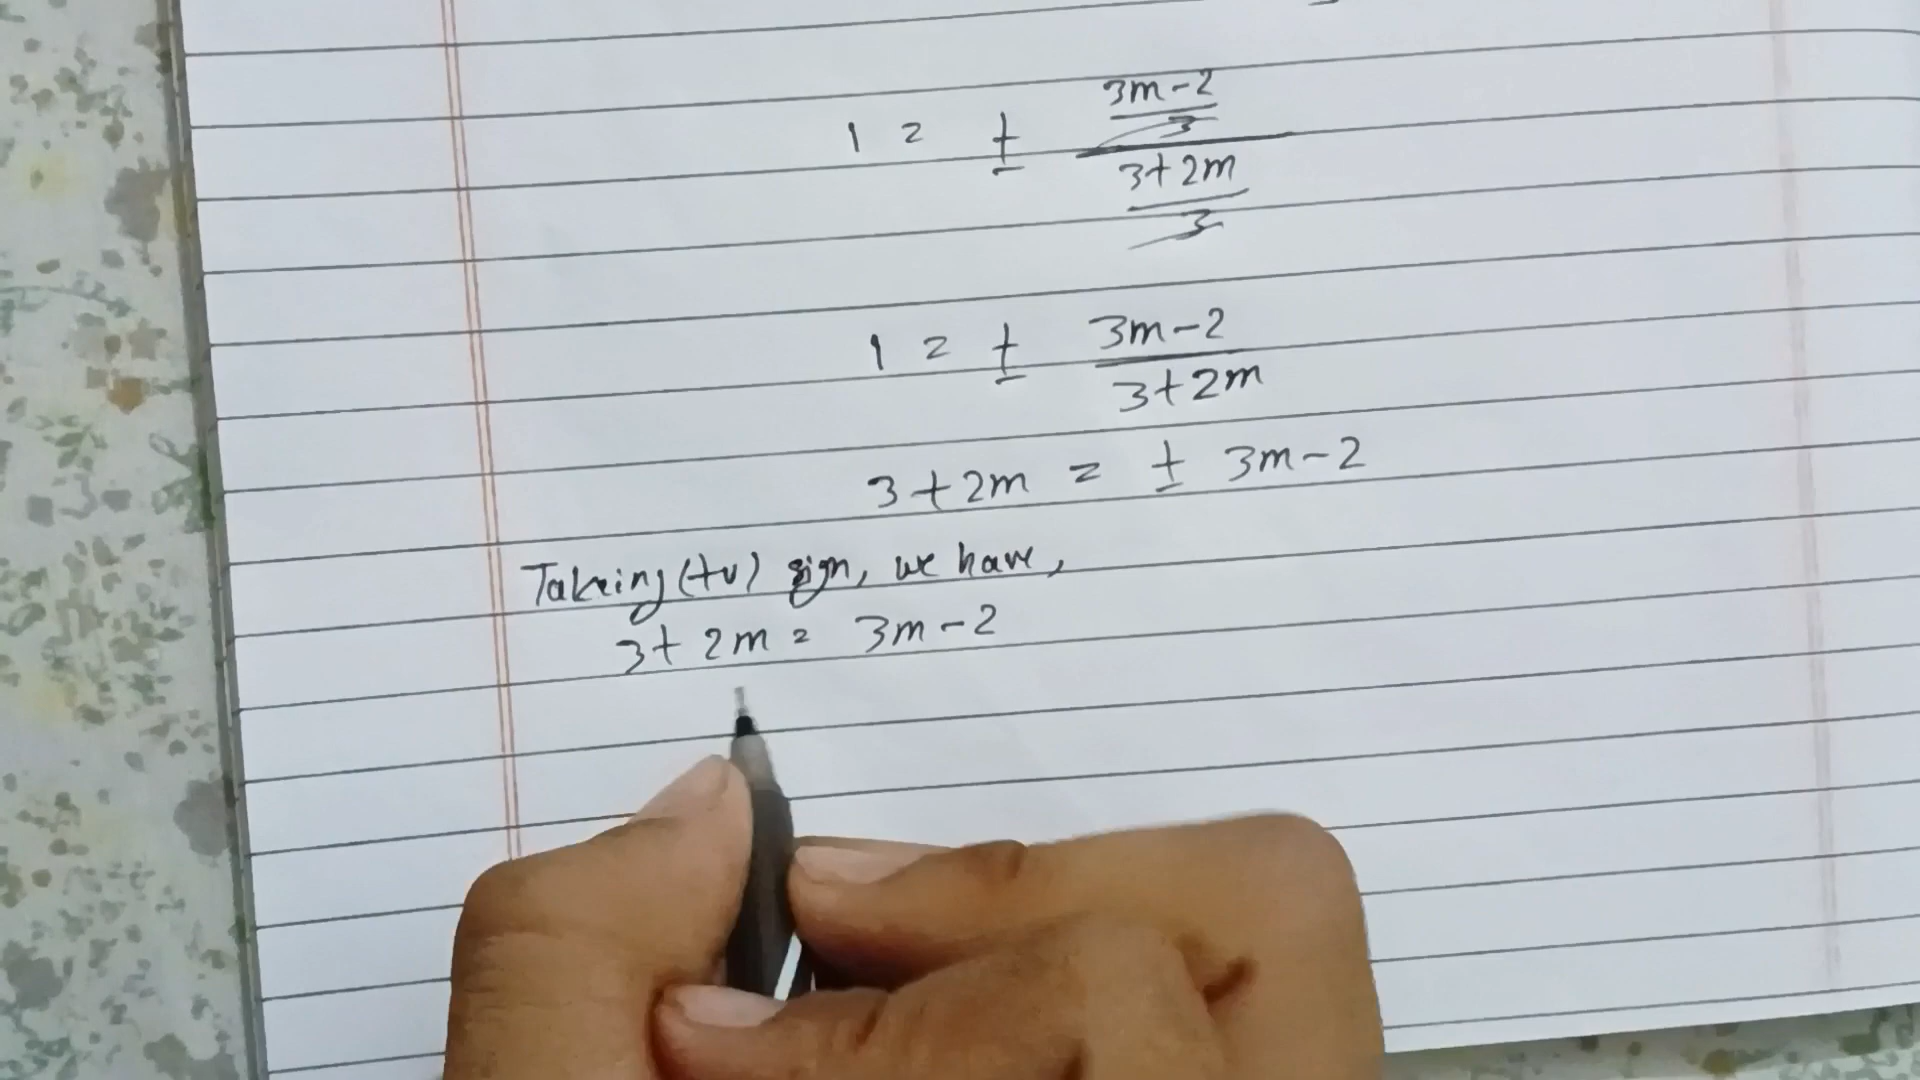 1 = ± (3m-2)/3 / (3+2m)/3
1 = ± (3m-2)/(3+2m)
3+2m = ± 3m-2
Taking (+v) sign, we have,
3+2m = 3m-2